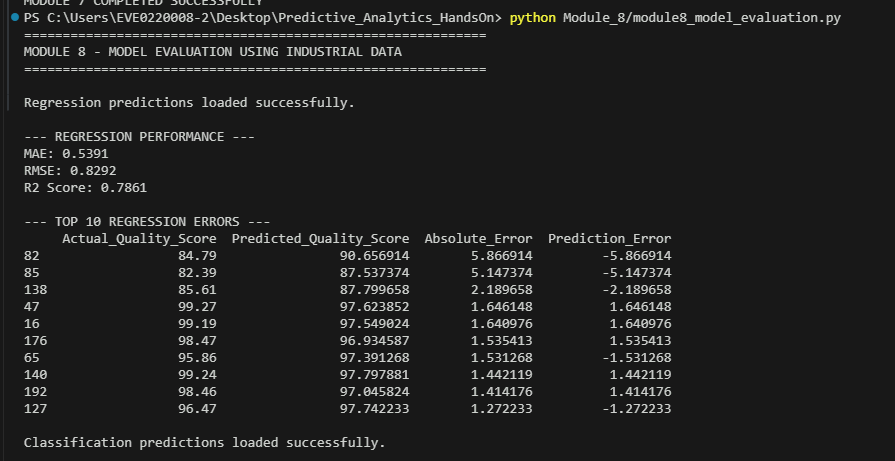 MODULE 7 COMPLETED SUCCESSFULLY
PS C:\Users\EVE0220008-2\Desktop\Predictive_Analytics_HandsOn> python Module_8/module8_model_evaluation.py
============================================================
MODULE 8 - MODEL EVALUATION USING INDUSTRIAL DATA
============================================================
Regression predictions loaded successfully.
--- REGRESSION PERFORMANCE ---
MAE: 0.5391
RMSE: 0.8292
R2 Score: 0.7861
--- TOP 10 REGRESSION ERRORS ---
Actual_Quality_Score Predicted_Quality_Score Absolute_Error Prediction_Error
82 84.79 90.656914 5.866914 -5.866914
85 82.39 87.537374 5.147374 -5.147374
138 85.61 87.799658 2.189658 -2.189658
47 99.27 97.623852 1.646148 1.646148
16 99.19 97.549024 1.640976 1.640976
176 98.47 96.934587 1.535413 1.535413
65 95.86 97.391268 1.531268 -1.531268
140 99.24 97.797881 1.442119 1.442119
192 98.46 97.045824 1.414176 1.414176
127 96.47 97.742233 1.272233 -1.272233
Classification predictions loaded successfully.